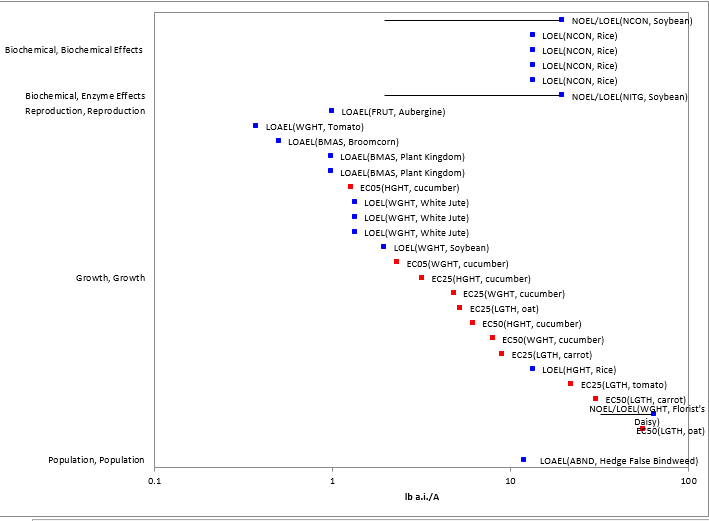 NOEL/LOEL(NCON, Soybean)
LOEL(NCON, Rice)
Biochemical, Biochemical Effects
LOEL(NCON, Rice)
LOEL(NCON, Rice)
LOEL(NCON, Rice)
Biochemical, Enzyme Effects
NOEL/LOEL(NITG, Soybean)
Reproduction, Reproduction
LOAEL(FRUT, Aubergine)
LOAEL(WGHT, Tomato)
LOAEL(BMAS, Broomcorn)
LOAEL(BMAS, Plant Kingdom)
LOAEL(BMAS, Plant Kingdom)
EC05(HGHT, cucumber)
LOEL(WGHT, White Jute)
LOEL(WGHT, White Jute)
LOEL(WGHT, White Jute)
LOEL(WGHT, Soybean)
EC05(WGHT, cucumber)
Growth, Growth
EC25(HGHT, cucumber)
EC25(WGHT, cucumber)
EC25(LGTH, oat)
EC50(HGHT, cucumber)
EC50(WGHT, cucumber)
EC25(LGTH, carrot)
LOEL(HGHT, Rice)
EC25(LGTH, tomato)
EC50(LGTH, carrot)
NOEL/LOEL(WGHT, Florist's
Daisy)
EC50(LGTH, oat)
Population, Population
LOAEL(ABND, Hedge False Bindweed)
0.1 1 10 100
lb a.i./A